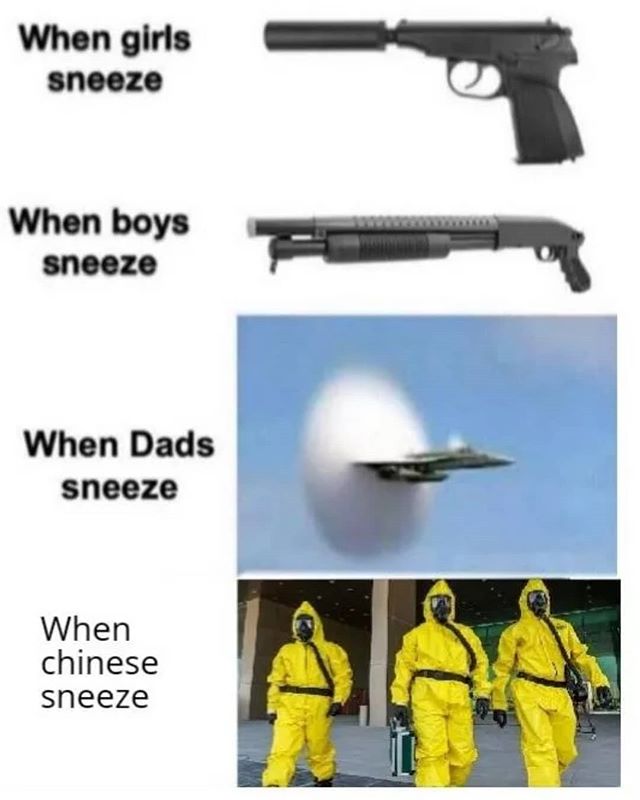 When girls
sneeze
When boys
sneeze
When Dads
sneeze
When
chinese
sneeze